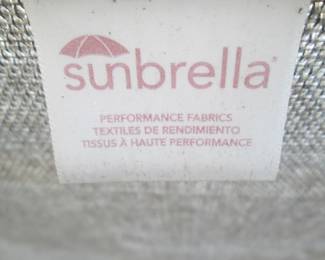 sunbrella®
PERFORMANCE FABRICS
TEXTILES DE RENDIMIENTO
TISSUS À HAUTE PERFORMANCE